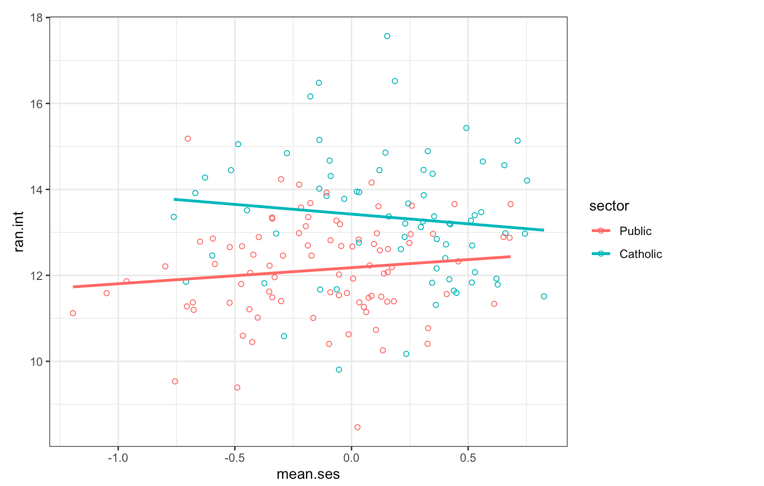 18
16
14
12
10
ran.int
-1.0 -0.5 0.0 0.5
mean.ses
sector
Public
Catholic